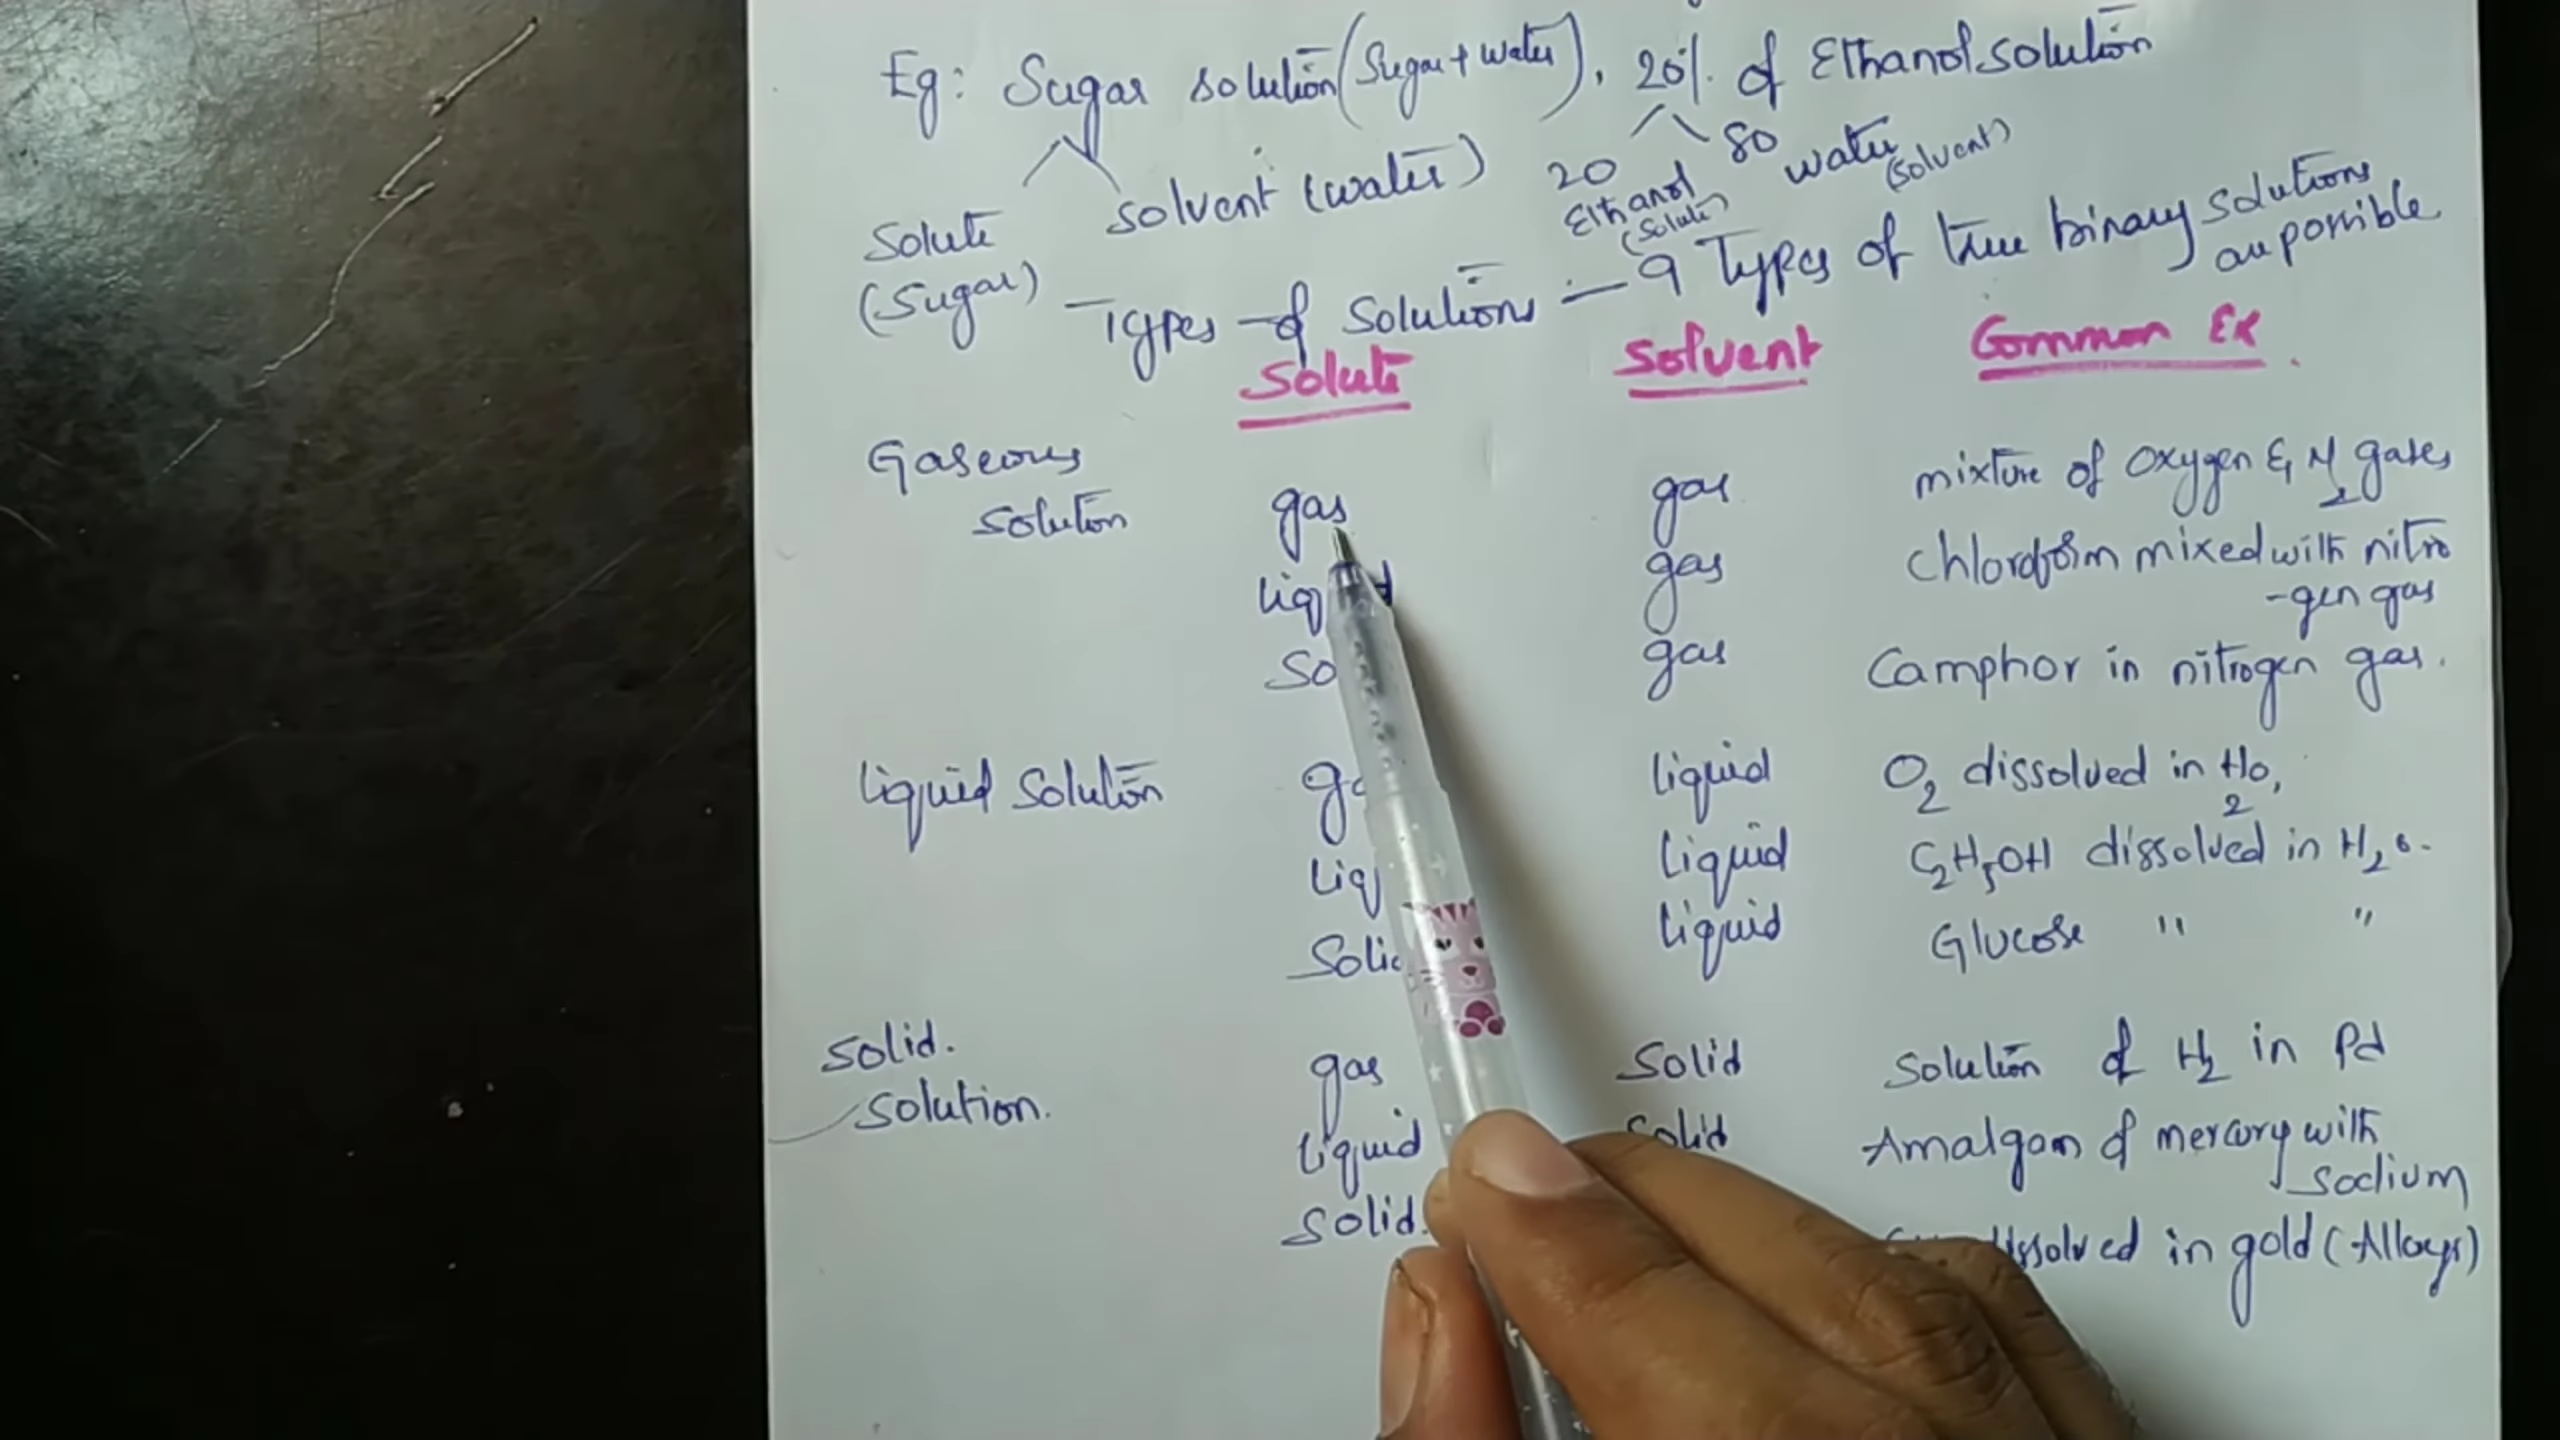 Eg: Sugar solution (Sugar + water), 20% of Ethanol solution
20 Ethanol (Solute) 80 water (Solvent)
Solute (Sugar) solvent (water)
Types of Solutions :- 9 Types of true binary solutions are possible
Solute Solvent Common Ex.
Gaseous solution gas gas mixture of oxygen & N2 gases
gas chloroform mixed with nitro
-gen gas
gas Camphor in nitrogen gas.
liquid solution liquid O2 dissolved in H2O,
liquid C2H5OH dissolved in H2O.
liquid Glucose " "
Solid. solution. gas Solid solution of H2 in Pd
liquid Solid Amalgam of mercury with
sodium
Solid. in gold (Alloys)